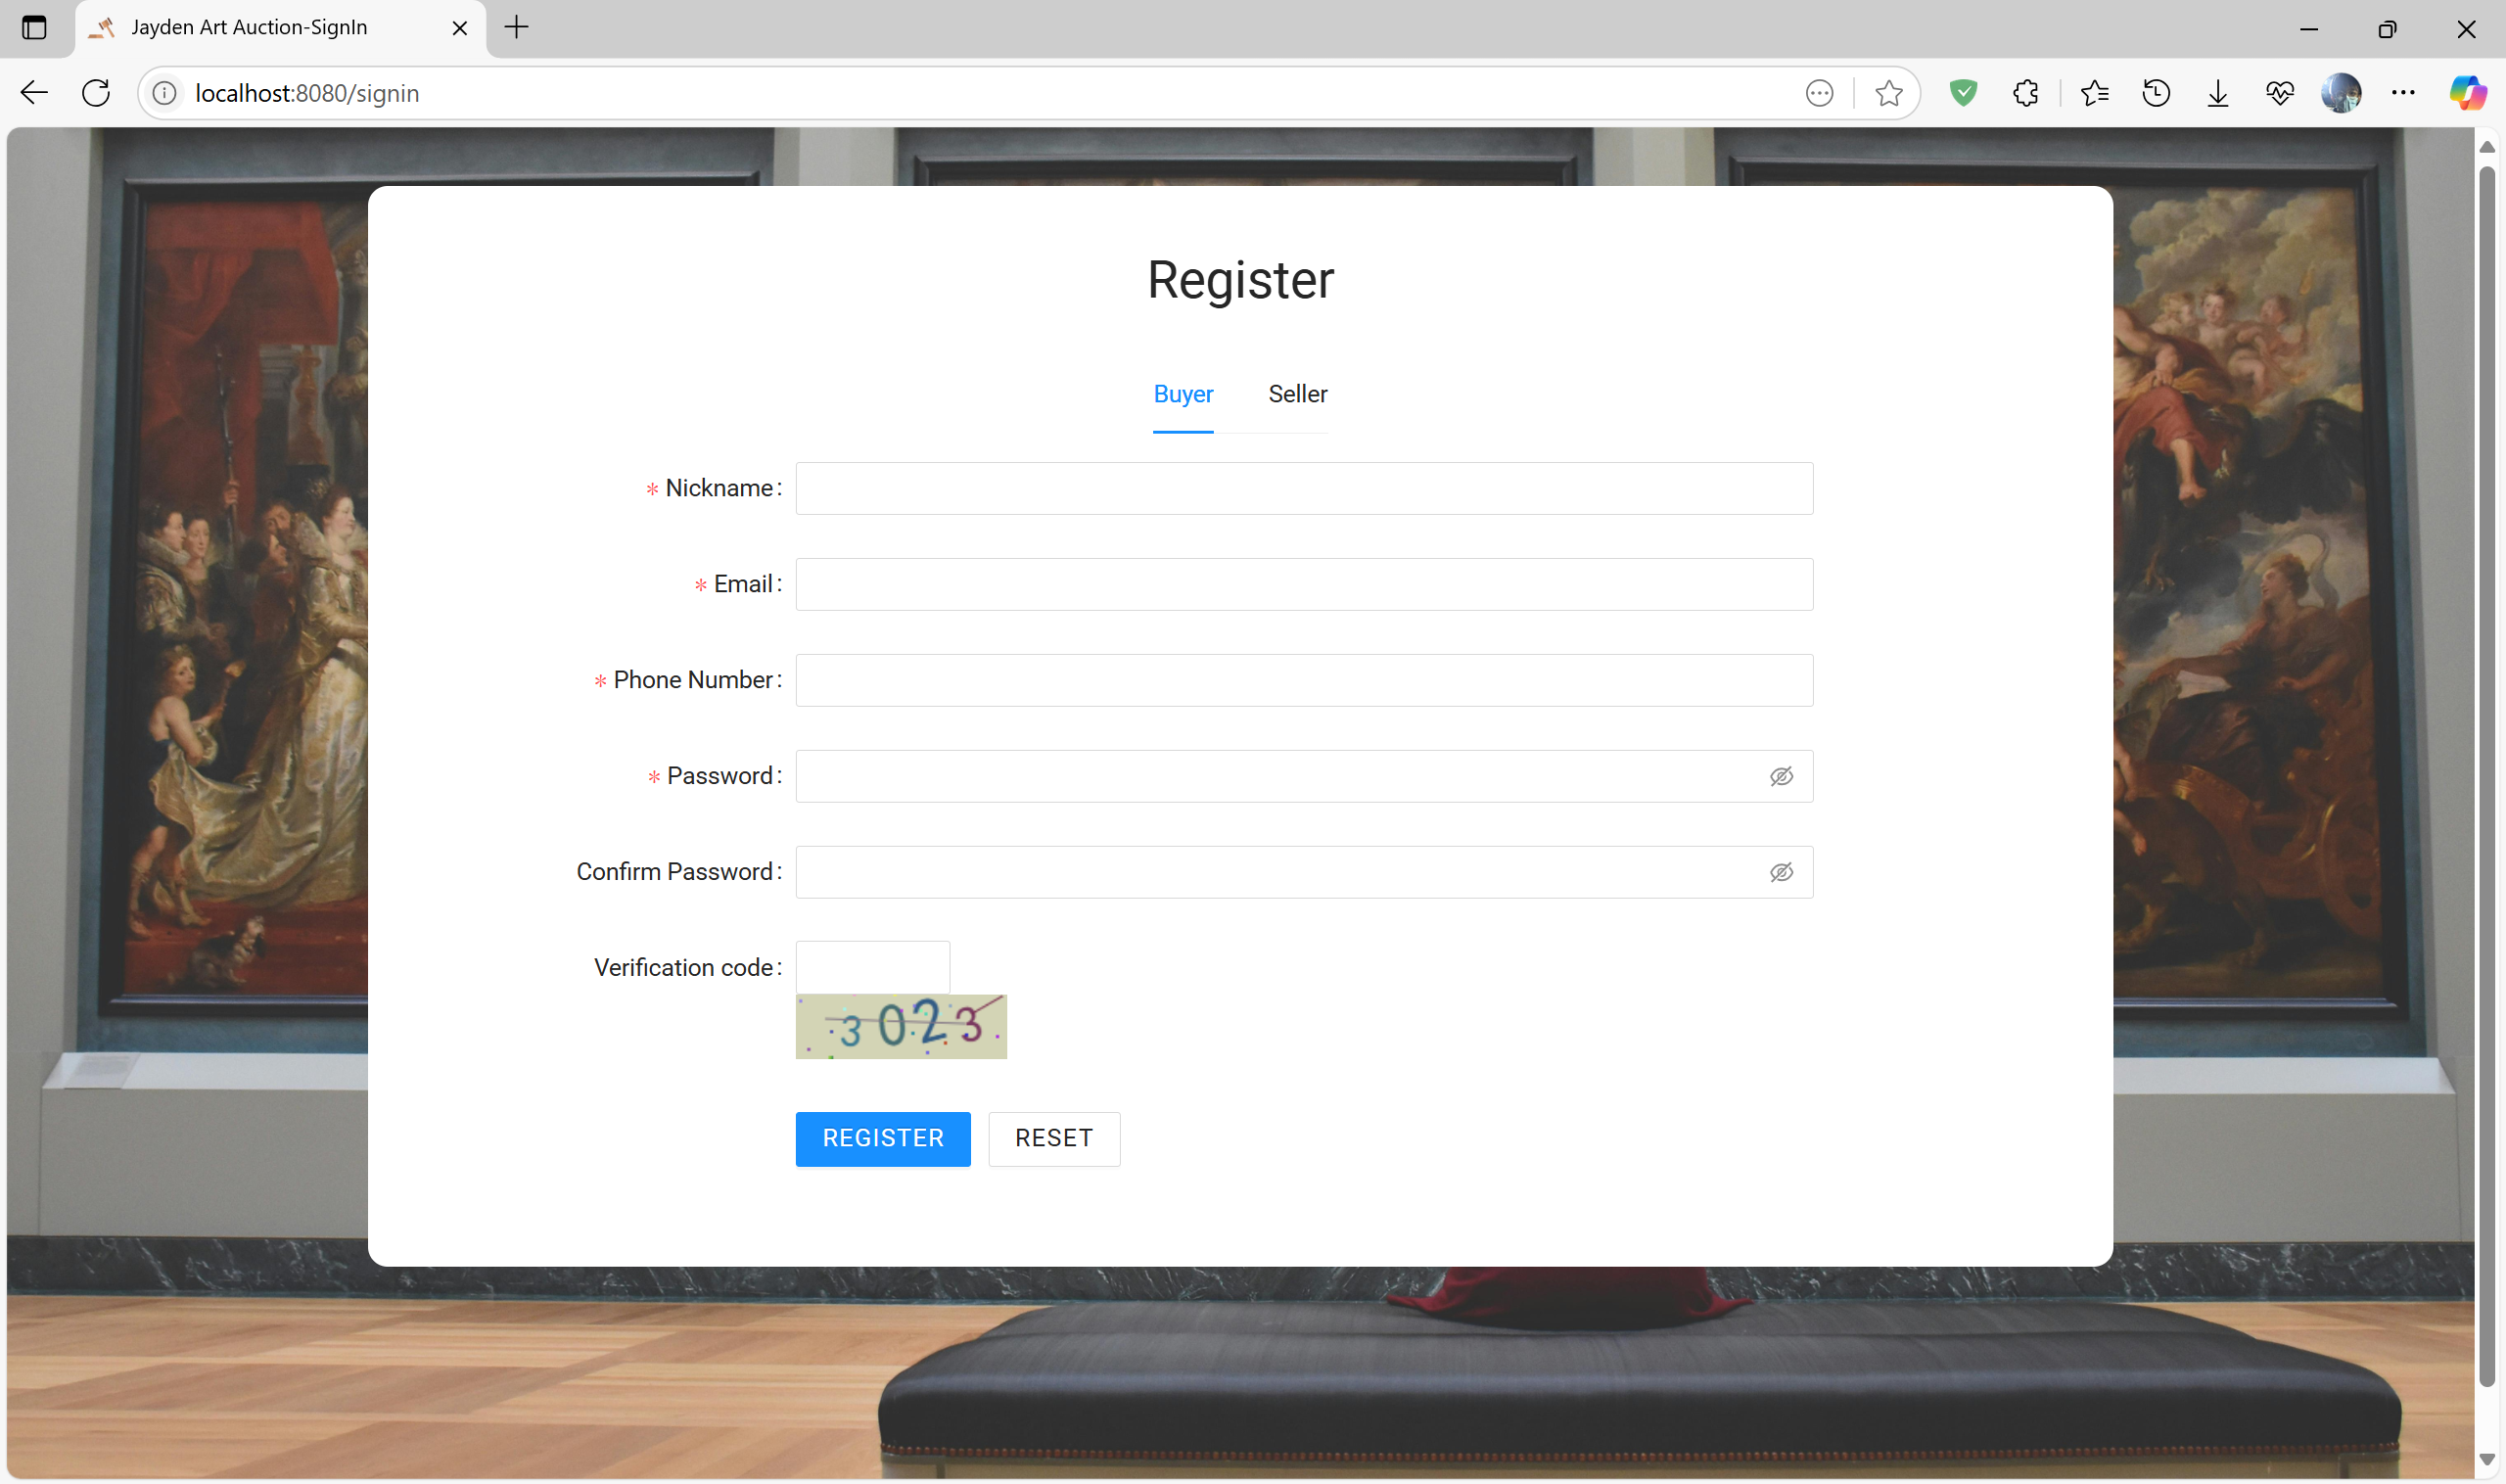 Jayden Art Auction-SignIn
localhost:8080/signin
Register
Buyer Seller
* Nickname:
* Email:
* Phone Number:
* Password:
Confirm Password:
Verification code:
3023
REGISTER RESET